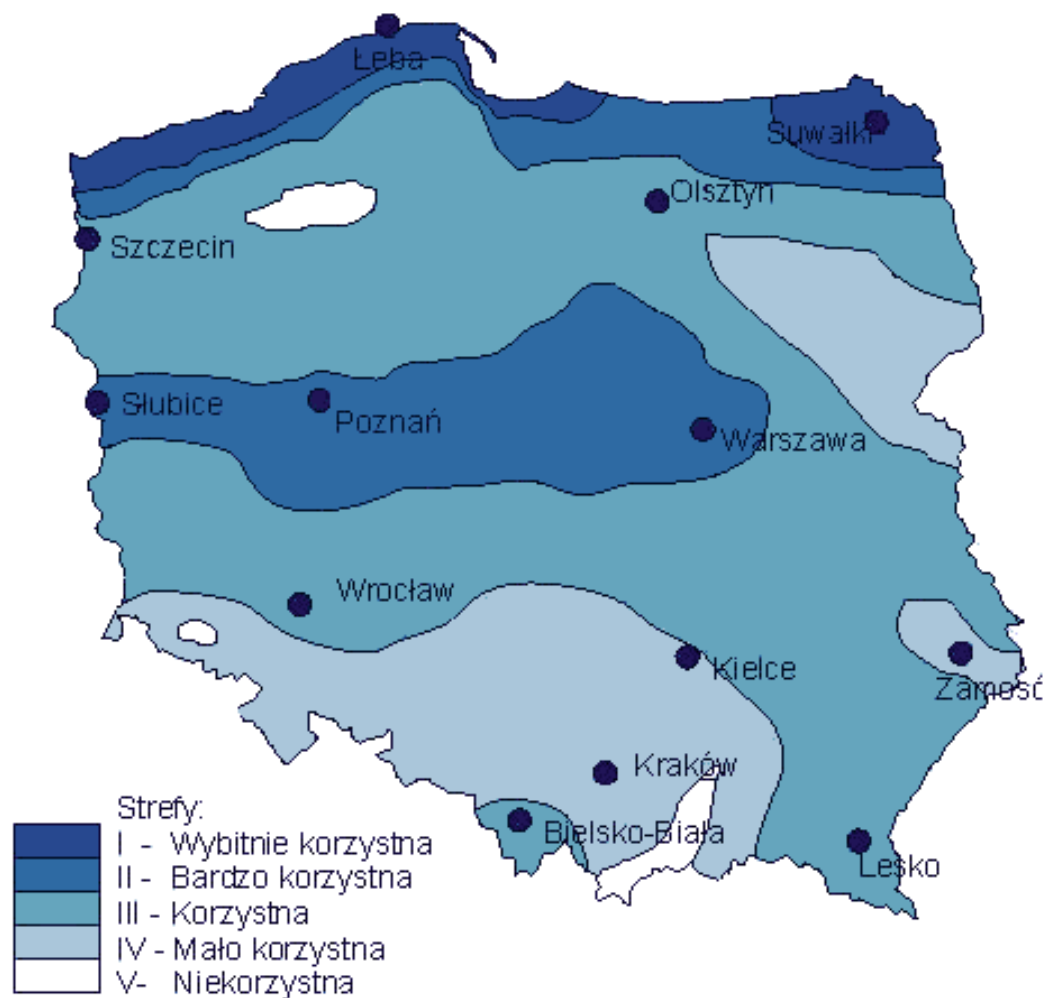 Łeba
Suwałki
Olsztyn
Szczecin
Słubice
Poznań
Warszawa
Wrocław
Kielce
Zamość
Kraków
Bielsko-Biała
Lesko
Strefy:
I - Wybitnie korzystna
II - Bardzo korzystna
III - Korzystna
IV - Mało korzystna
V- Niekorzystna